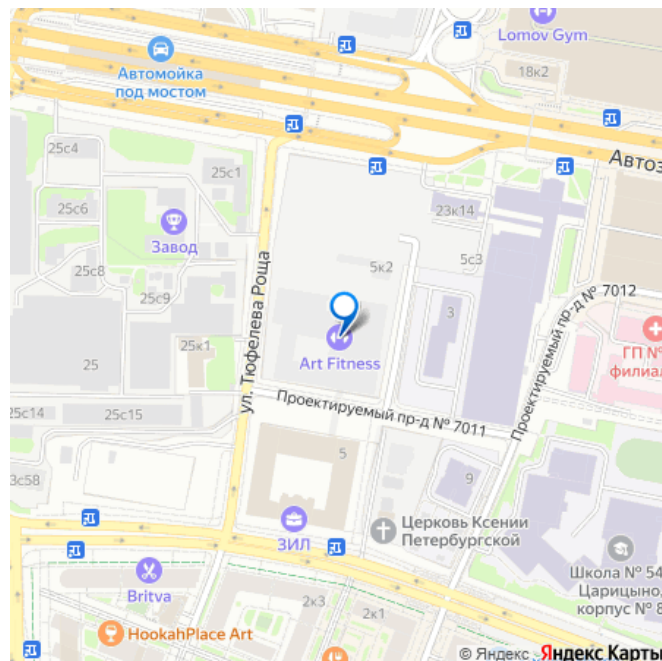 Lomov Gym
Автомойка
под мостом
18к2
Автоз
25с4
25с1
25с6
23к14
Завод
5с3
5к2
25с8
25с9
3
ул. Тюфелева Роща
Проектируемый пр-д № 7012
25к1
25
Art Fitness
ГП №
филиал
Проектируемый пр-д № 7011
25с14
25с15
3с58
5
9
ЗИЛ
Церковь Ксении
Петербургской
Britva
Школа № 54
Царицыно,
корпус № 8
2к3
2к1
HookahPlace Art
© Яндекс
Яндекс Карты